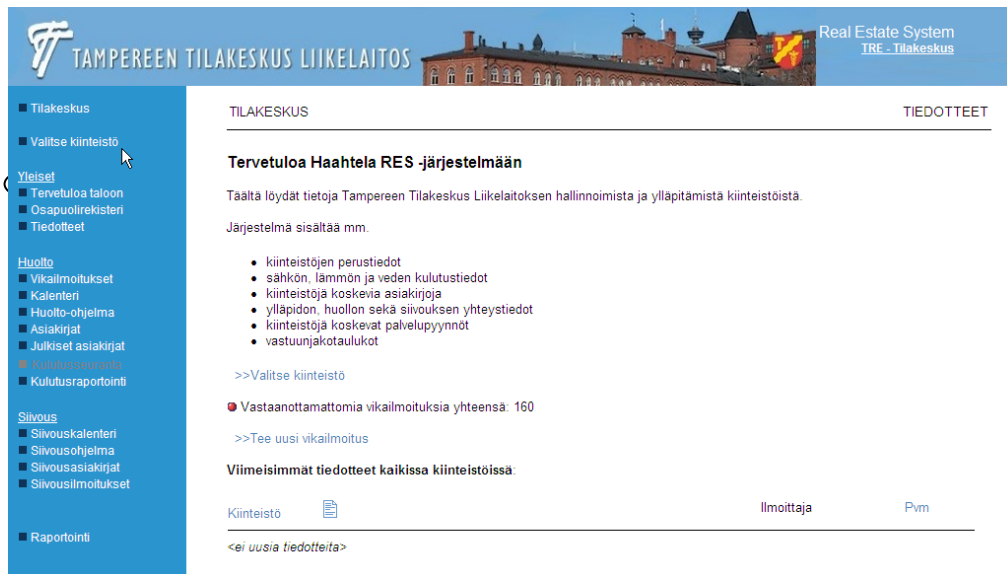 TAMPEREEN TILAKESKUS LIIKELAITOS
Real Estate System
TRE - Tilakeskus
Tilakeskus
Valitse kiinteistö
Yleiset
Tervetuloa taloon
Osapuolirekisteri
Tiedotteet
Huolto
Vikailmoitukset
Kalenteri
Huolto-ohjelma
Asiakirjat
Julkiset asiakirjat
Kulutusseuranta
Kulutusraportointi
Siivous
Siivouskalenteri
Siivousohjelma
Siivousasiakirjat
Siivousilmoitukset
Raportointi
TILAKESKUS
TIEDOTTEET
Tervetuloa Haahtela RES -järjestelmään
Täältä löydät tietoja Tampereen Tilakeskus Liikelaitoksen hallinnoimista ja ylläpitämistä kiinteistöistä.
Järjestelmä sisältää mm.
kiinteistöjen perustiedot
sähkön, lämmön ja veden kulutustiedot
kiinteistöjä koskevia asiakirjoja
ylläpidon, huollon sekä siivouksen yhteystiedot
kiinteistöjä koskevat palvelupyynnöt
vastuunjakotaulukot
>>Valitse kiinteistö
Vastaanottamattomia vikailmoituksia yhteensä: 160
>>Tee uusi vikailmoitus
Viimeisimmät tiedotteet kaikissa kiinteistöissä:
Kiinteistö Ilmoittaja Pvm
<ei uusia tiedotteita>